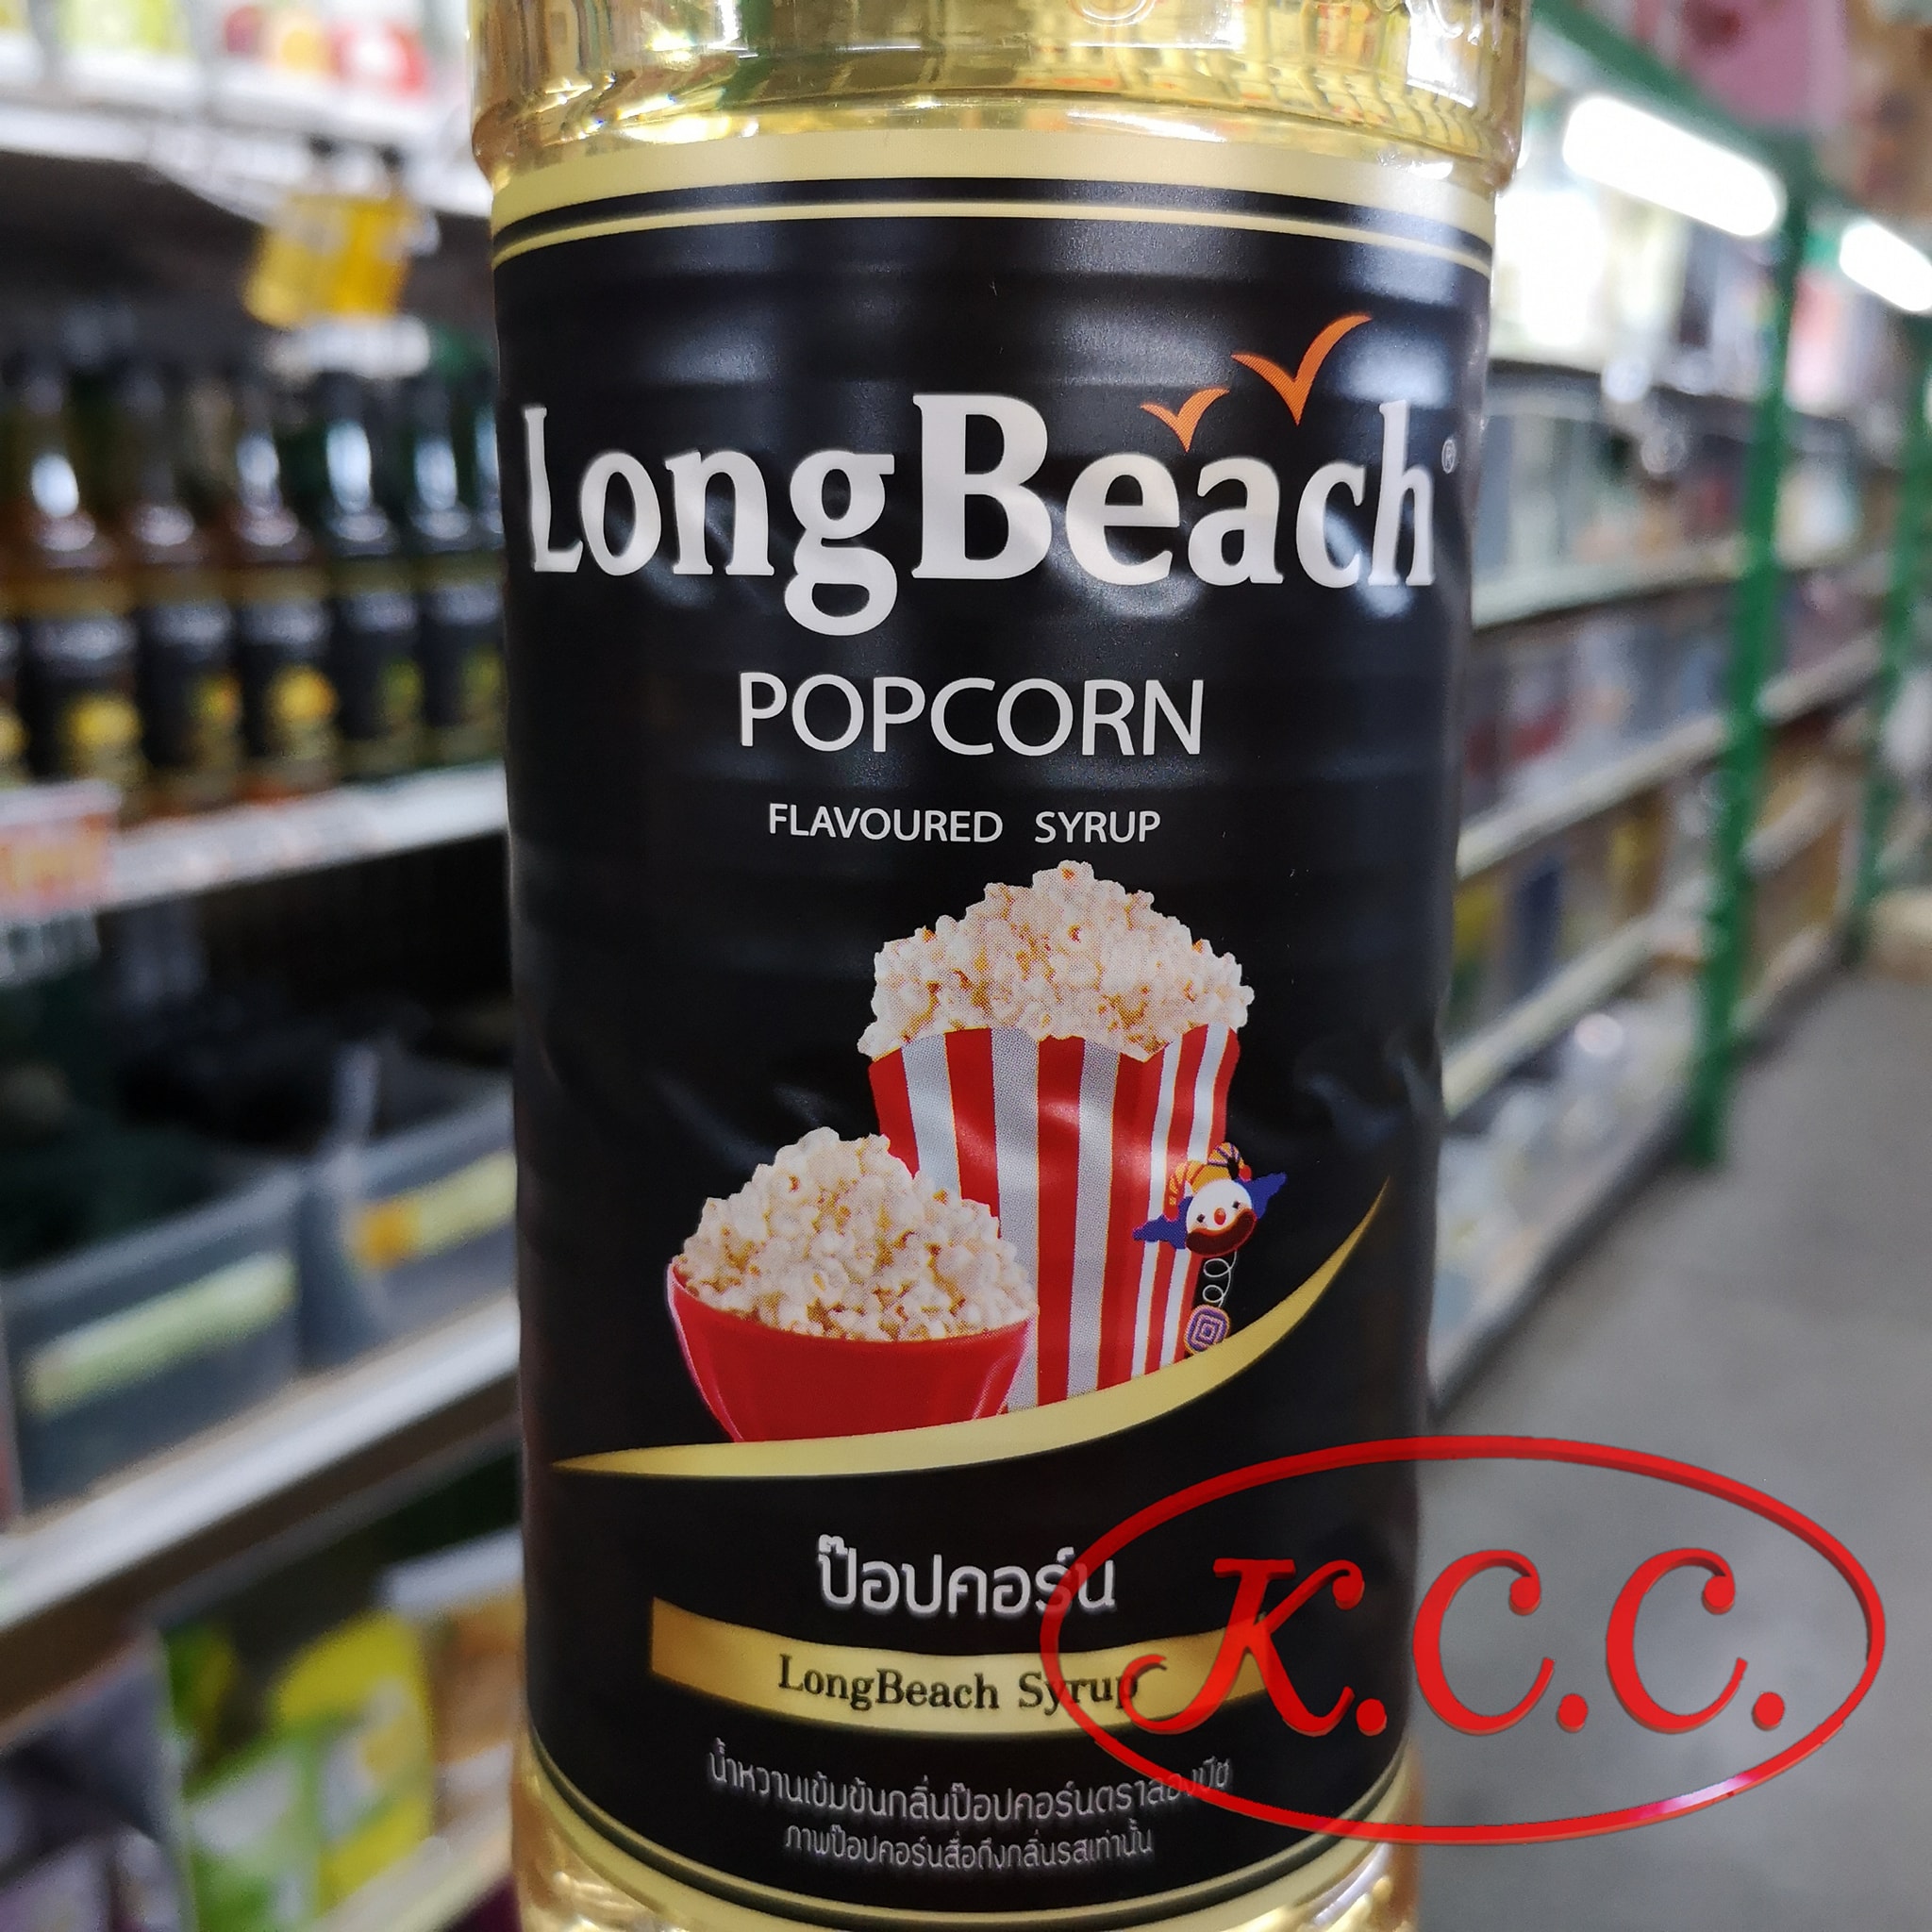 LongBeach®
POPCORN
FLAVOURED SYRUP
ป๊อปคอร์น
LongBeach Syrup
K.C.C.
น้ำหวานเข้มข้นกลิ่นป๊อปคอร์นตราลองบีช
ภาพป๊อปคอร์นสื่อถึงกลิ่นรสเท่านั้น